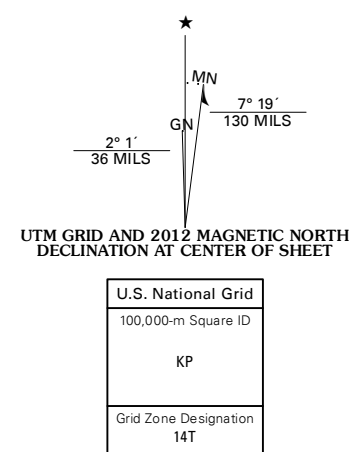 ★
MN
7° 19´
130 MILS
GN
2° 1´
36 MILS
UTM GRID AND 2012 MAGNETIC NORTH
DECLINATION AT CENTER OF SHEET
U.S. National Grid
100,000-m Square ID
KP
Grid Zone Designation
14T